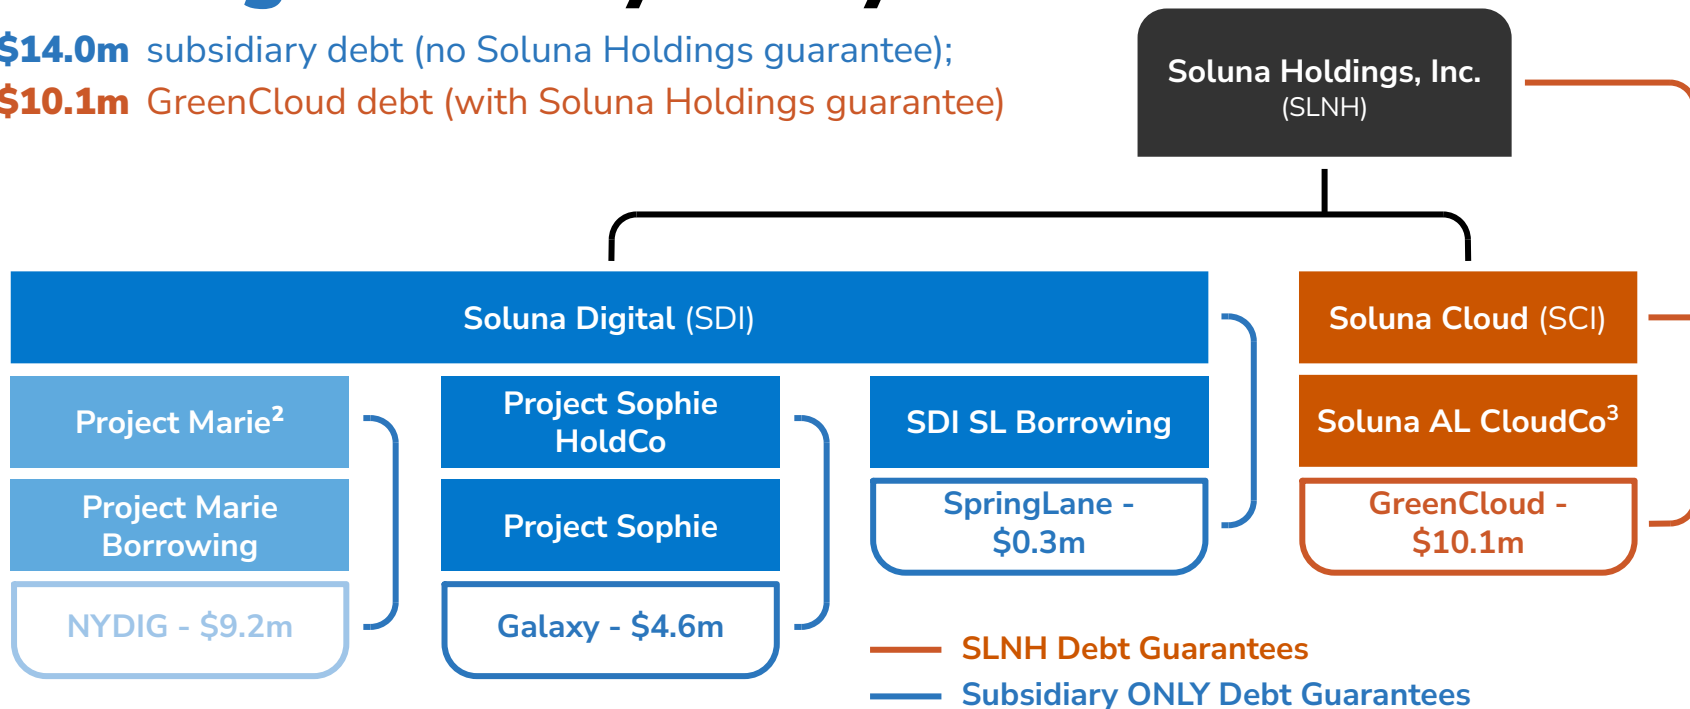 $14.0m subsidiary debt (no Soluna Holdings guarantee);
$10.1m GreenCloud debt (with Soluna Holdings guarantee)
Soluna Holdings, Inc.
(SLNH)
Soluna Digital (SDI)
Soluna Cloud (SCI)
Project Marie²
Project Sophie
HoldCo
SDI SL Borrowing
Soluna AL CloudCo³
Project Marie
Borrowing
Project Sophie
SpringLane -
$0.3m
GreenCloud -
$10.1m
NYDIG - $9.2m
Galaxy - $4.6m
SLNH Debt Guarantees
Subsidiary ONLY Debt Guarantees